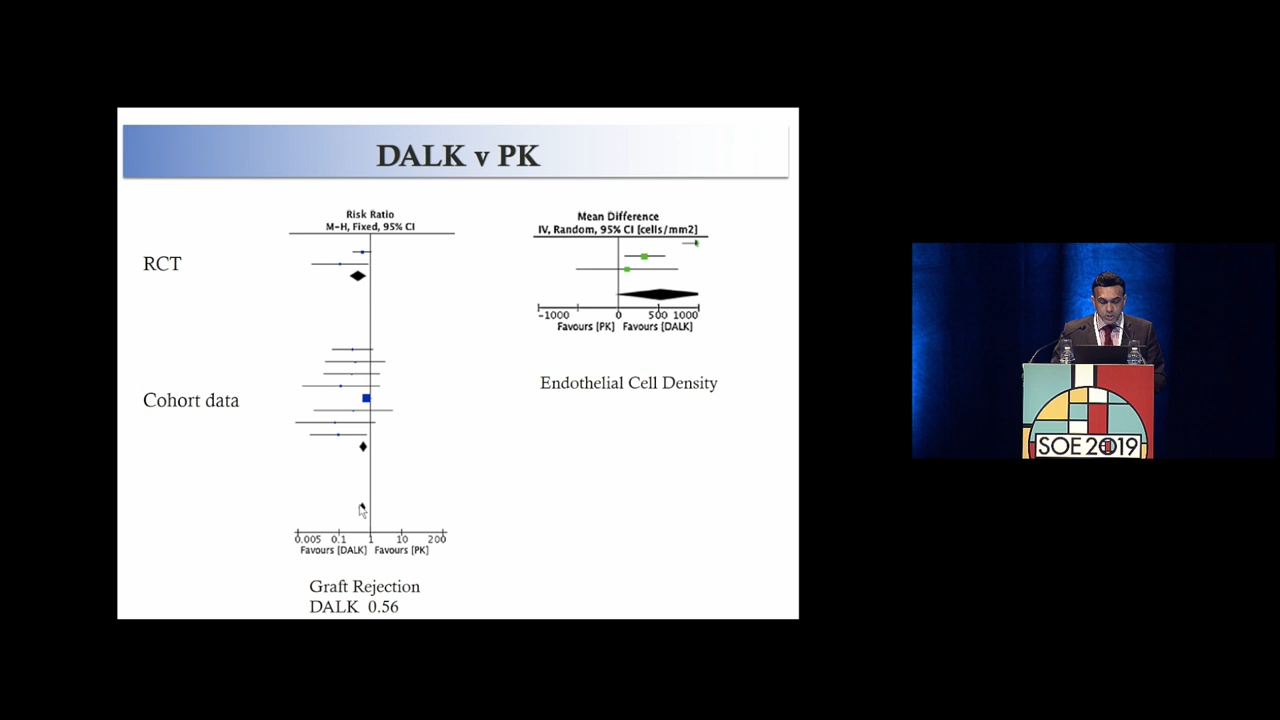 DALK v PK
Risk Ratio
M-H, Fixed, 95% CI
RCT
Cohort data
0.005 0.1 1 10 200
Favours [DALK] Favours [PK]
Graft Rejection
DALK 0.56
Mean Difference
IV, Random, 95% CI [cells/mm2]
-1000 0 500 1000
Favours [PK] Favours [DALK]
Endothelial Cell Density
SOE 2019